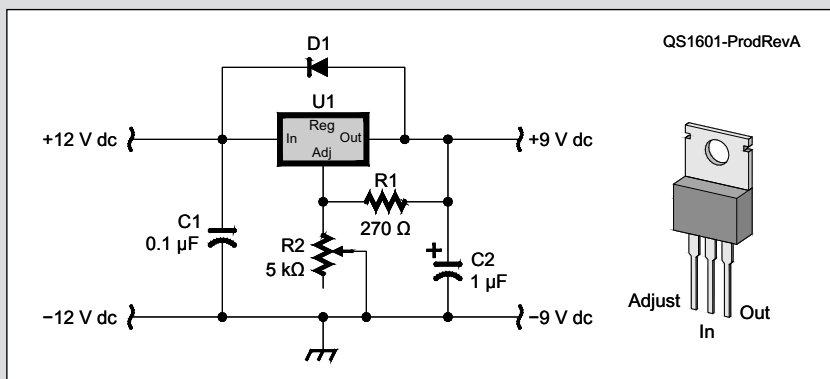 QS1601-ProdRevA
D1
U1
Reg
In
Out
Adj
+12 V dc
+9 V dc
R1
270 Ω
C1
0.1 µF
R2
5 kΩ
+
C2
1 µF
−12 V dc
−9 V dc
Adjust
In
Out